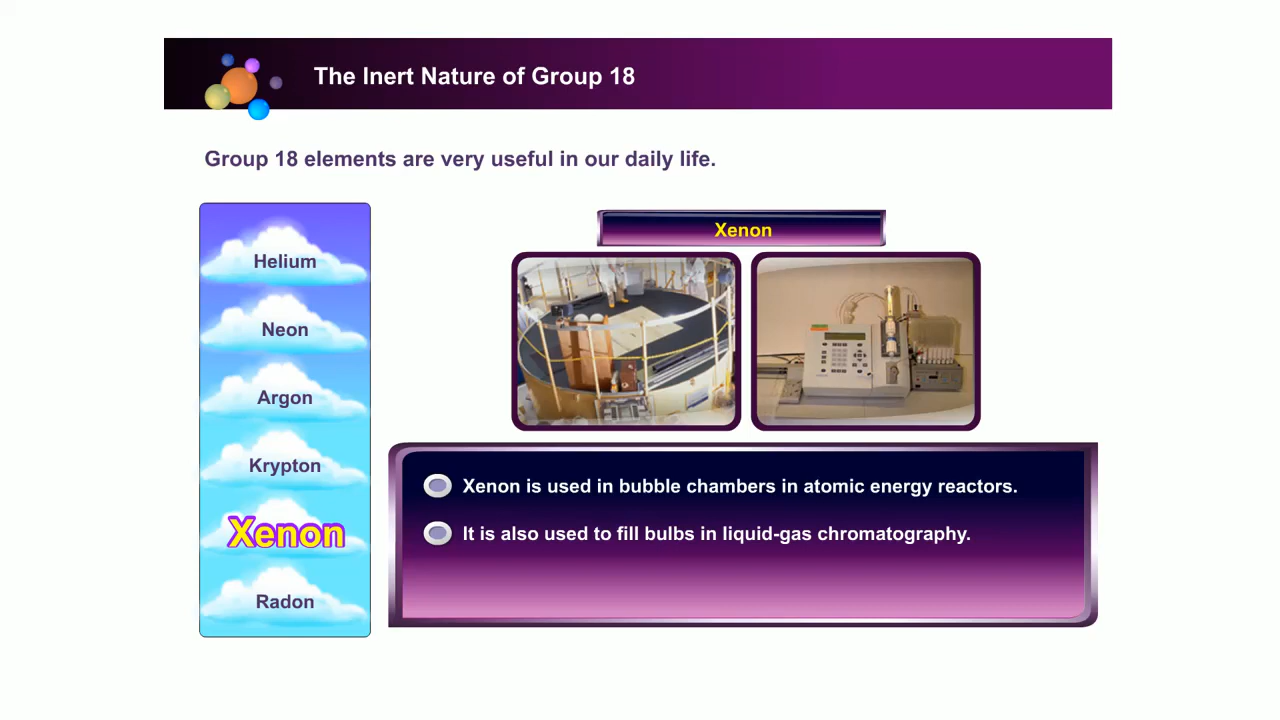 The Inert Nature of Group 18
Group 18 elements are very useful in our daily life.
Helium
Neon
Argon
Krypton
Xenon
Radon
Xenon
Xenon is used in bubble chambers in atomic energy reactors.
It is also used to fill bulbs in liquid-gas chromatography.